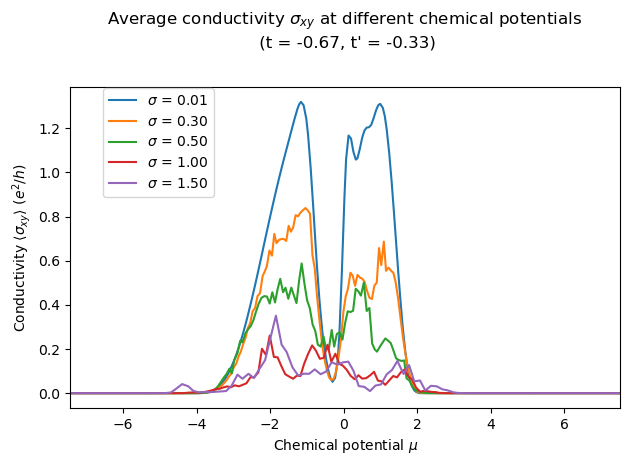 Average conductivity σxy at different chemical potentials
(t = -0.67, t' = -0.33)
σ = 0.01
σ = 0.30
σ = 0.50
σ = 1.00
σ = 1.50
1.2
1.0
0.8
0.6
0.4
0.2
0.0
Conductivity ⟨σxy⟩ (e²/h)
−6
−4
−2
0
2
4
6
Chemical potential μ